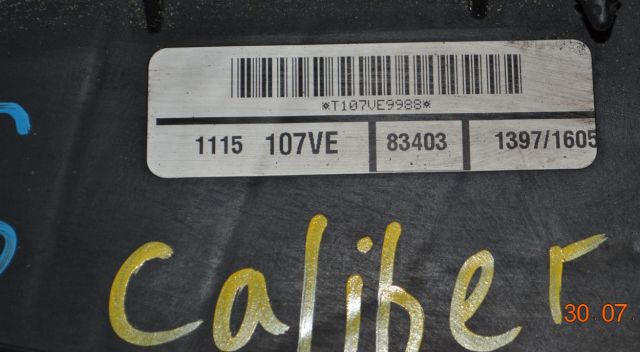 *T107VE9988*
1115 107VE 83403 1397/1605
Caliber
30.07.